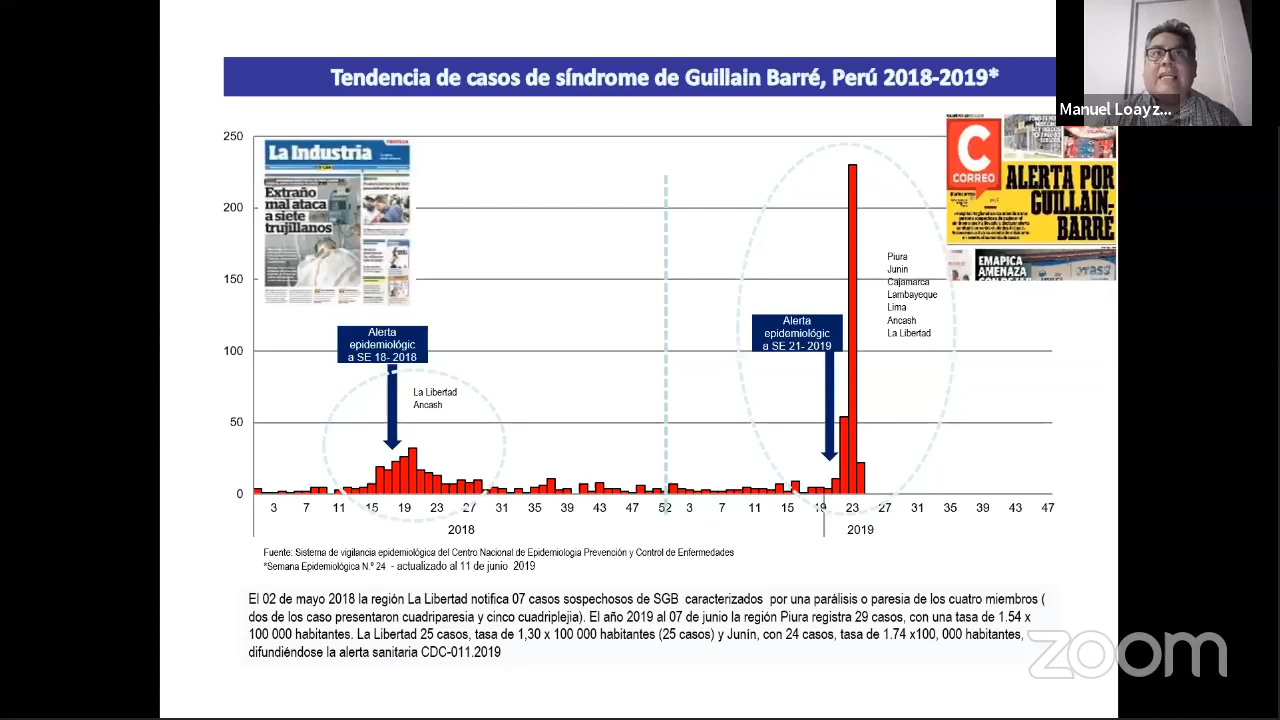 Tendencia de casos de síndrome de Guillain Barré, Perú 2018-2019*
Manuel Loayz...
250
200
150
100
50
0
La Industria
Extraño
mal ataca
a siete
trujillanos
C
CORREO
ALERTA POR
GUILLAIN-
BARRÉ
EMAPICA
AMENAZA
Alerta
epidemiológic
a SE 18- 2018
La Libertad
Ancash
Alerta
epidemiológic
a SE 21- 2019
Piura
Junin
Cajamarca
Lambayeque
Lima
Ancash
La Libertad
3 7 11 15 19 23 27 31 35 39 43 47 52 3 7 11 15 19 23 27 31 35 39 43 47
2018 2019
Fuente: Sistema de vigilancia epidemiológica del Centro Nacional de Epidemiologia Prevención y Control de Enfermedades
*Semana Epidemiológica N.º 24 - actualizado al 11 de junio 2019
El 02 de mayo 2018 la región La Libertad notifica 07 casos sospechosos de SGB caracterizados por una parálisis o paresia de los cuatro miembros (
dos de los caso presentaron cuadriparesia y cinco cuadriplejia). El año 2019 al 07 de junio la región Piura registra 29 casos, con una tasa de 1.54 x
100 000 habitantes. La Libertad 25 casos, tasa de 1,30 x 100 000 habitantes (25 casos) y Junín, con 24 casos, tasa de 1.74 x100, 000 habitantes,
difundiéndose la alerta sanitaria CDC-011.2019
zoom